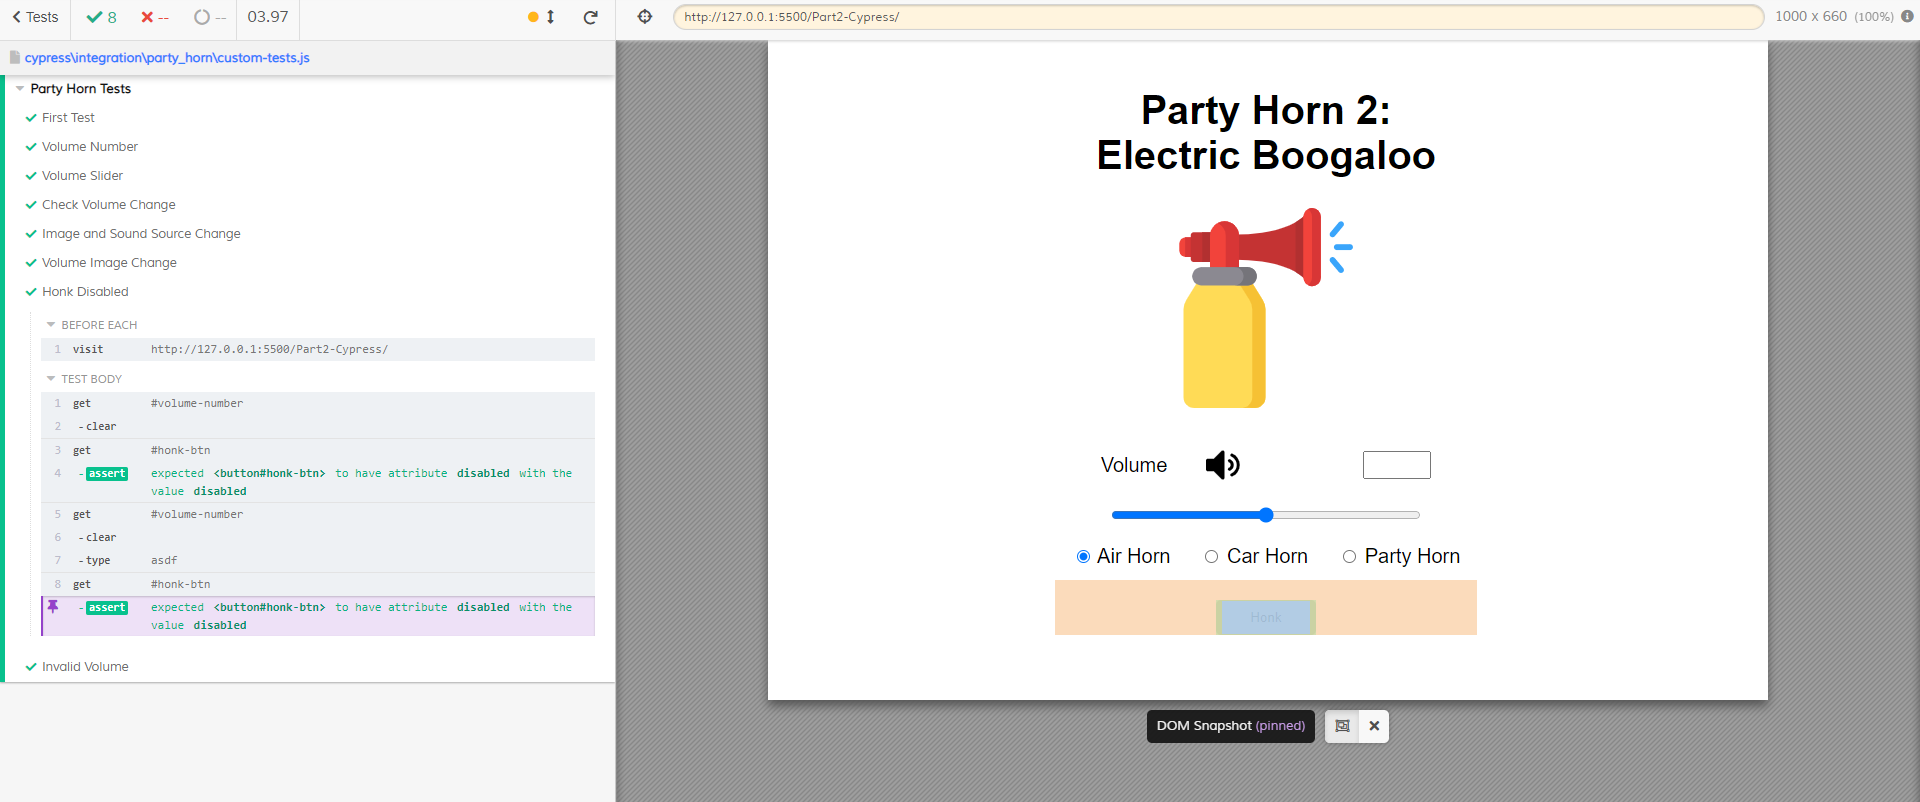 Tests
8
--
--
03.97
http://127.0.0.1:5500/Part2-Cypress/
1000 x 660 (100%)
cypress\integration\party_horn\custom-tests.js
Party Horn Tests
First Test
Volume Number
Volume Slider
Check Volume Change
Image and Sound Source Change
Volume Image Change
Honk Disabled
BEFORE EACH
1 visit http://127.0.0.1:5500/Part2-Cypress/
TEST BODY
1 get #volume-number
2 -clear
3 get #honk-btn
4 -assert expected <button#honk-btn> to have attribute disabled with the
value disabled
5 get #volume-number
6 -clear
7 -type asdf
8 get #honk-btn
-assert expected <button#honk-btn> to have attribute disabled with the
value disabled
Invalid Volume
Party Horn 2:
Electric Boogaloo
Volume
Air Horn Car Horn Party Horn
Honk
DOM Snapshot (pinned)